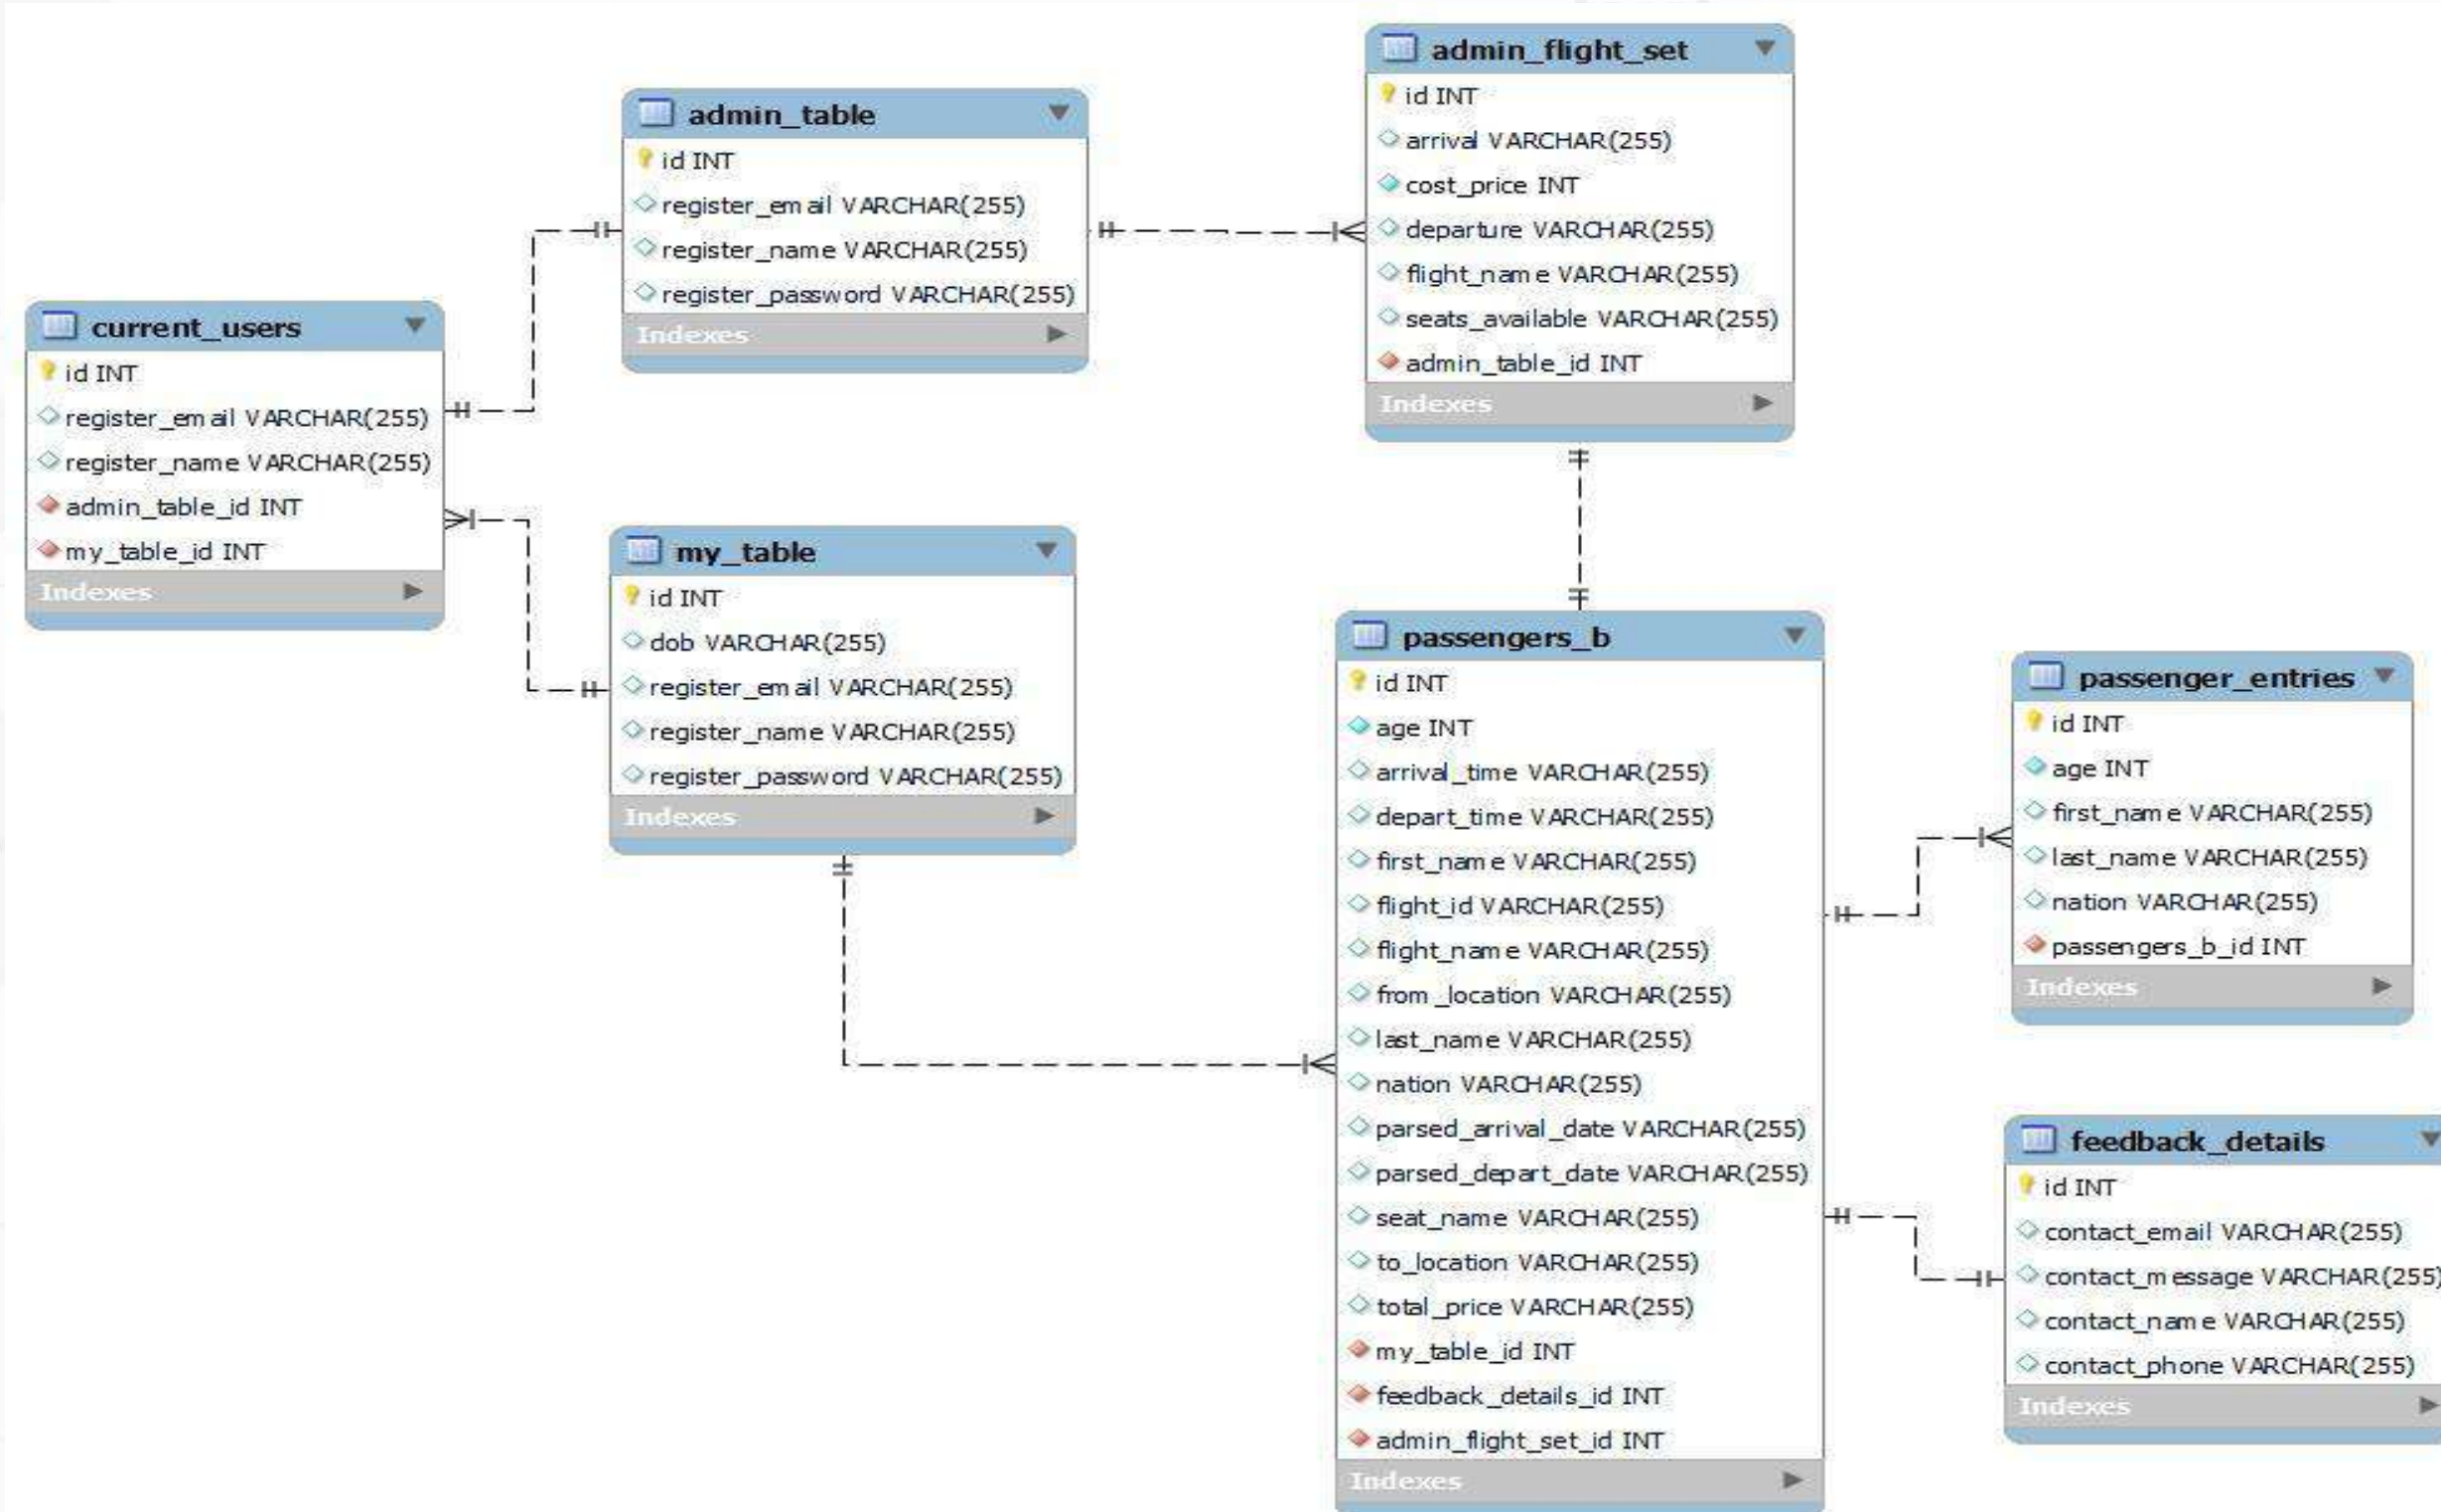 admin_flight_set
id INT
arrival VARCHAR(255)
cost_price INT
departure VARCHAR(255)
flight_name VARCHAR(255)
seats_available VARCHAR(255)
admin_table_id INT
Indexes
admin_table
id INT
register_email VARCHAR(255)
register_name VARCHAR(255)
register_password VARCHAR(255)
Indexes
current_users
id INT
register_email VARCHAR(255)
register_name VARCHAR(255)
admin_table_id INT
my_table_id INT
Indexes
my_table
id INT
dob VARCHAR(255)
register_email VARCHAR(255)
register_name VARCHAR(255)
register_password VARCHAR(255)
Indexes
passengers_b
id INT
age INT
arrival_time VARCHAR(255)
depart_time VARCHAR(255)
first_name VARCHAR(255)
flight_id VARCHAR(255)
flight_name VARCHAR(255)
from_location VARCHAR(255)
last_name VARCHAR(255)
nation VARCHAR(255)
parsed_arrival_date VARCHAR(255)
parsed_depart_date VARCHAR(255)
seat_name VARCHAR(255)
to_location VARCHAR(255)
total_price VARCHAR(255)
my_table_id INT
feedback_details_id INT
admin_flight_set_id INT
Indexes
passenger_entries
id INT
age INT
first_name VARCHAR(255)
last_name VARCHAR(255)
nation VARCHAR(255)
passengers_b_id INT
Indexes
feedback_details
id INT
contact_email VARCHAR(255)
contact_message VARCHAR(255)
contact_name VARCHAR(255)
contact_phone VARCHAR(255)
Indexes